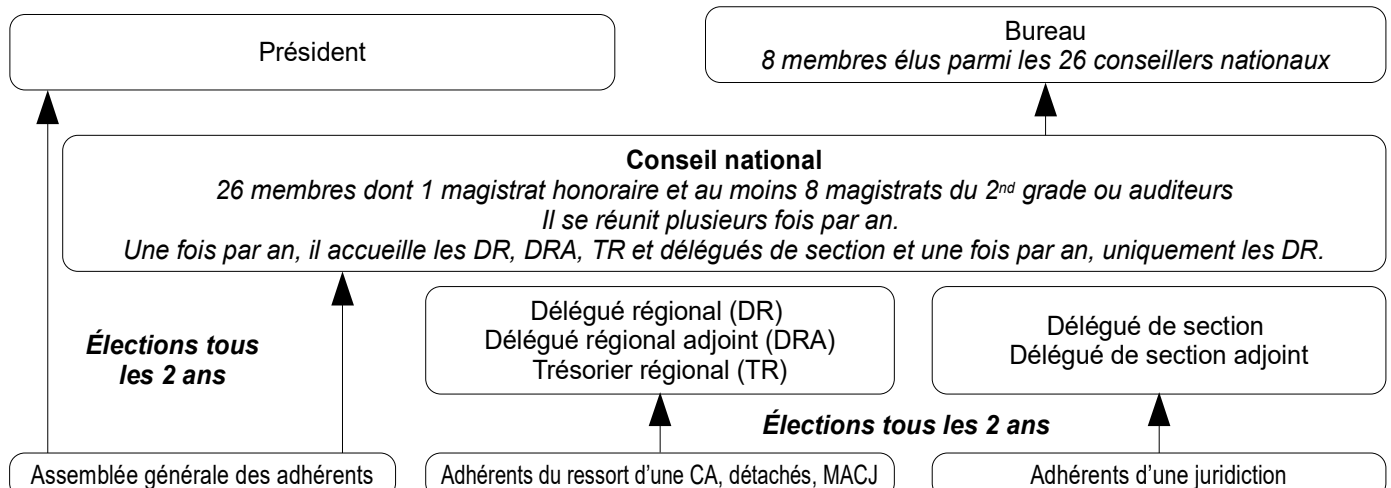 Président
Bureau
8 membres élus parmi les 26 conseillers nationaux
Conseil national
26 membres dont 1 magistrat honoraire et au moins 8 magistrats du 2nd grade ou auditeurs
Il se réunit plusieurs fois par an.
Une fois par an, il accueille les DR, DRA, TR et délégués de section et une fois par an, uniquement les DR.
Élections tous
les 2 ans
Délégué régional (DR)
Délégué régional adjoint (DRA)
Trésorier régional (TR)
Délégué de section
Délégué de section adjoint
Élections tous les 2 ans
Assemblée générale des adhérents
Adhérents du ressort d'une CA, détachés, MACJ
Adhérents d'une juridiction